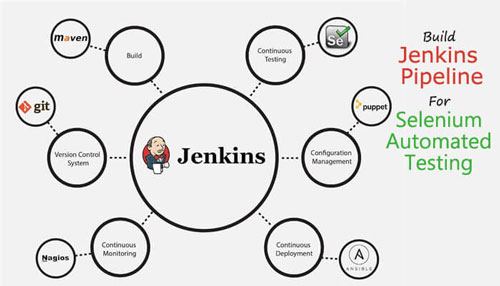 maven
Build
Continuous
Testing
Se
Build
Jenkins
Pipeline
For
Selenium
Automated
Testing
git
puppet
Version Control
System
Jenkins
Configuration
Management
Nagios
Continuous
Monitoring
Continuous
Deployment
A
ANSIBLE